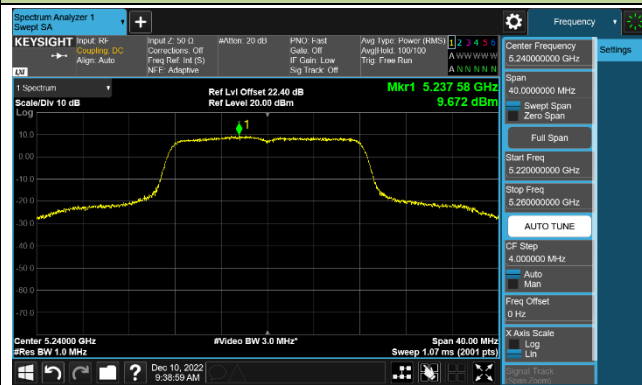 Spectrum Analyzer 1
Swept SA
Frequency
KEYSIGHT
Input: RF
Coupling: DC
Align: Auto
Input Z: 50 Ω
Corrections: Off
Freq Ref: Int (S)
NFE: Adaptive
#Atten: 20 dB
PNO: Fast
Gate: Off
IF Gain: Low
Sig Track: Off
Avg Type: Power (RMS)
Avg|Hold: 100/100
Trig: Free Run
1 2 3 4 5 6
A W W W W W
A N N N N N
LXI
1 Spectrum
Scale/Div 10 dB
Log
Ref Lvl Offset 22.40 dB
Ref Level 20.00 dBm
Mkr1 5.237 58 GHz
9.672 dBm
1
10.0
0.00
-10.0
-20.0
-30.0
-40.0
-50.0
-60.0
-70.0
Center 5.24000 GHz
#Res BW 1.0 MHz
#Video BW 3.0 MHz*
Span 40.00 MHz
Sweep 1.07 ms (2001 pts)
Dec 10, 2022
9:38:59 AM
Center Frequency
5.240000000 GHz
Settings
Span
40.0000000 MHz
Swept Span
Zero Span
Full Span
Start Freq
5.220000000 GHz
Stop Freq
5.260000000 GHz
AUTO TUNE
CF Step
4.000000 MHz
Auto
Man
Freq Offset
0 Hz
X Axis Scale
Log
Lin
Signal Track
(Span Zoom)